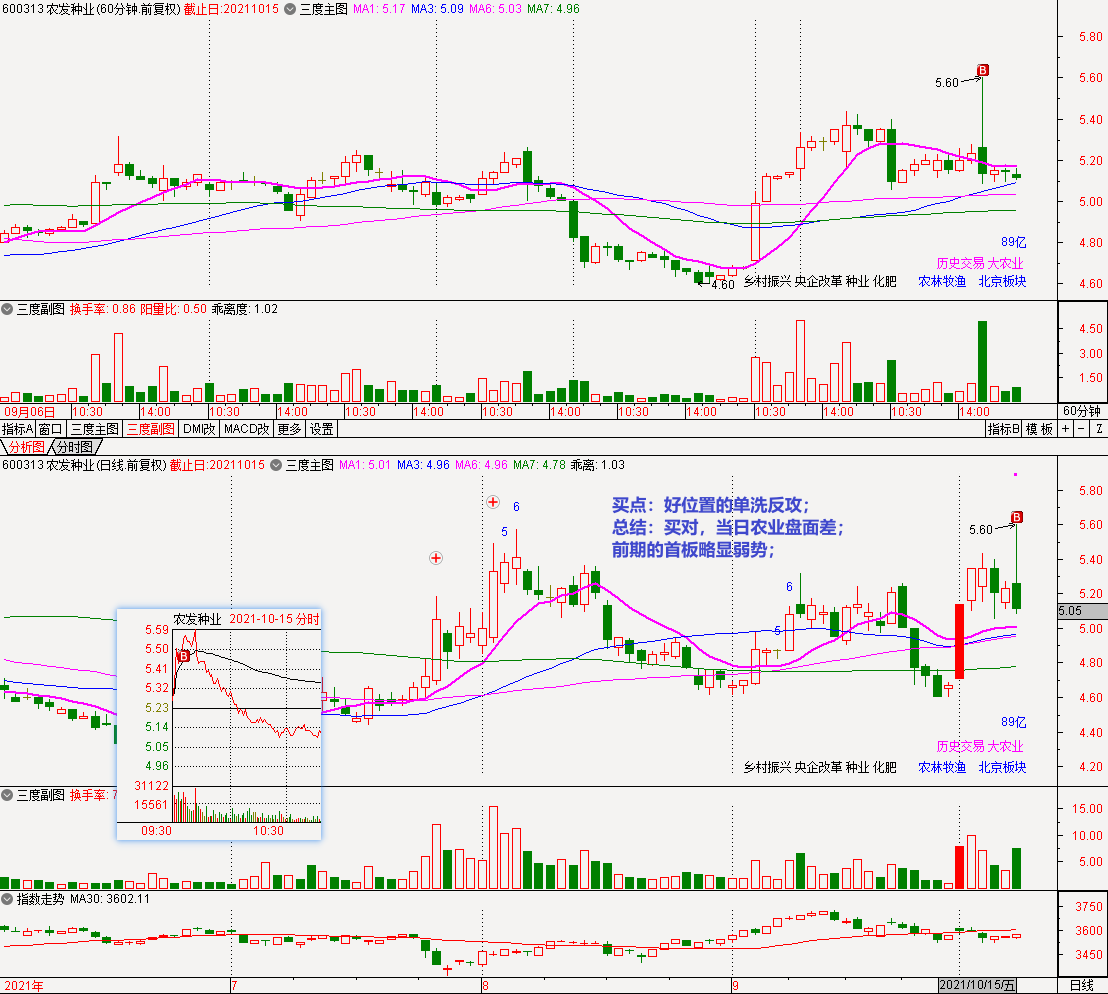 600313 农发种业(60分钟.前复权) 截止日:20211015 三度主图 MA1: 5.17 MA3: 5.09 MA6: 5.03 MA7: 4.96
5.80
B
5.60
5.60
5.40
5.20
5.00
4.80
89亿
历史交易 大农业
4.60
乡村振兴 央企改革 种业 化肥 农林牧渔 北京板块
4.60
三度副图 换手率: 0.86 阳量比: 0.50 乖离度: 1.02
4.50
3.00
1.50
09月06日 10:30 14:00 10:30 14:00 10:30 14:00 10:30 14:00 10:30 14:00 10:30 14:00 10:30 14:00 60分钟
指标A 窗口 三度主图 三度副图 DMI改 MACD改 更多 设置 指标B 模板 + - Z
分析图 分时图
600313 农发种业(日线.前复权) 截止日:20211015 三度主图 MA1: 5.01 MA3: 4.96 MA6: 4.96 MA7: 4.78 乖离: 1.03
5.80
6
买点：好位置的单洗反攻；
B
5.60
5.60
5
总结：买对，当日农业盘面差；
前期的首板略显弱势；
5.40
6
5.20
5.05
5
5.00
4.80
4.60
89亿
4.40
历史交易 大农业
乡村振兴 央企改革 种业 化肥 农林牧渔 北京板块
4.20
农发种业 2021-10-15 分时
5.59
5.50
B
5.41
5.32
5.23
5.14
5.05
4.96
31122
15561
09:30 10:30
三度副图 换手率: 7
15.00
10.00
5.00
指数走势 MA30: 3602.11
3750
3600
3450
2021年 7 8 9 2021/10/15/五 日线